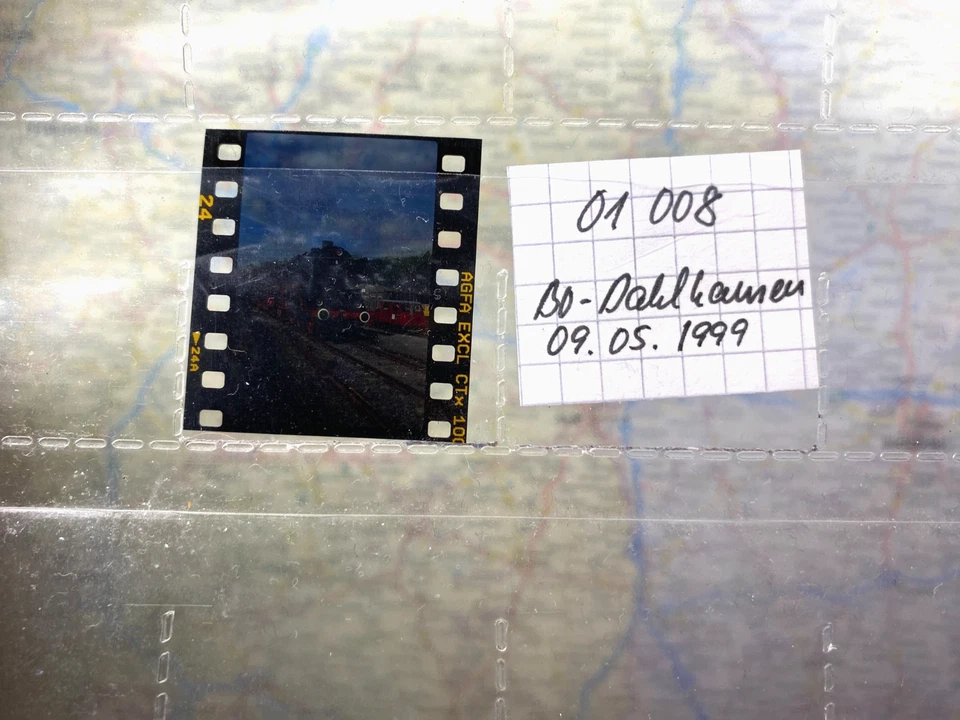 24
24A
AGFA EXCL CTx 100
01 008
BO-Dahlhausen
09.05.1999